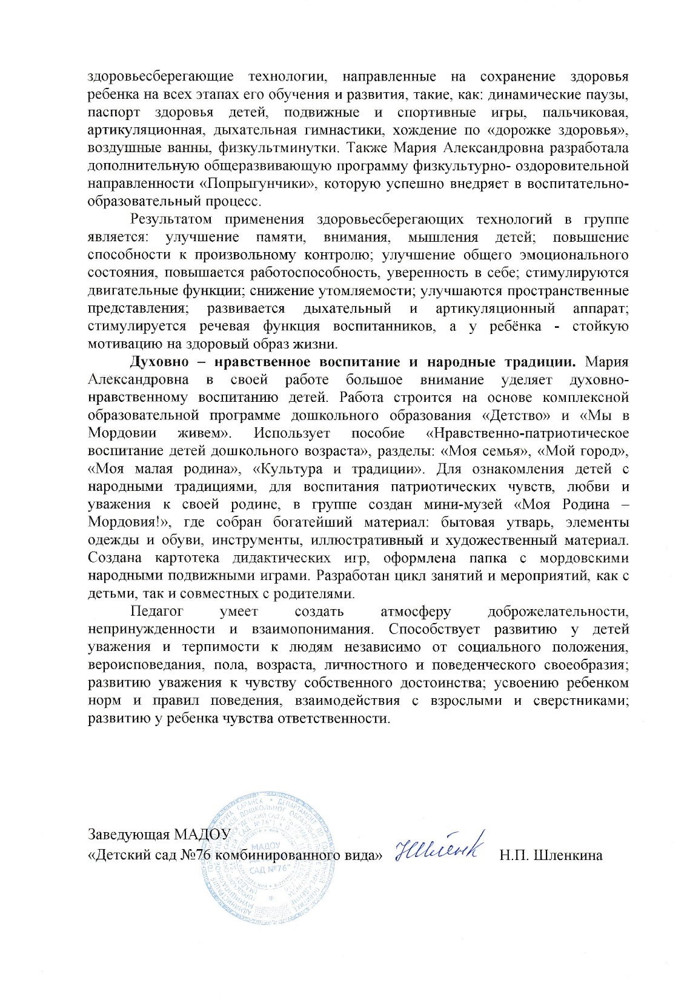 здоровьесберегающие технологии, направленные на сохранение здоровья
ребенка на всех этапах его обучения и развития, такие, как: динамические паузы,
паспорт здоровья детей, подвижные и спортивные игры, пальчиковая,
артикуляционная, дыхательная гимнастики, хождение по «дорожке здоровья»,
воздушные ванны, физкультминутки. Также Мария Александровна разработала
дополнительную общеразвивающую программу физкультурно- оздоровительной
направленности «Попрыгунчики», которую успешно внедряет в воспитательно-
образовательный процесс.
Результатом применения здоровьесберегающих технологий в группе
является: улучшение памяти, внимания, мышления детей; повышение
способности к произвольному контролю; улучшение общего эмоционального
состояния, повышается работоспособность, уверенность в себе; стимулируются
двигательные функции; снижение утомляемости; улучшаются пространственные
представления; развивается дыхательный и артикуляционный аппарат;
стимулируется речевая функция воспитанников, а у ребёнка - стойкую
мотивацию на здоровый образ жизни.
Духовно – нравственное воспитание и народные традиции. Мария
Александровна в своей работе большое внимание уделяет духовно-
нравственному воспитанию детей. Работа строится на основе комплексной
образовательной программе дошкольного образования «Детство» и «Мы в
Мордовии живем». Использует пособие «Нравственно-патриотическое
воспитание детей дошкольного возраста», разделы: «Моя семья», «Мой город»,
«Моя малая родина», «Культура и традиции». Для ознакомления детей с
народными традициями, для воспитания патриотических чувств, любви и
уважения к своей родине, в группе создан мини-музей «Моя Родина –
Мордовия!», где собран богатейший материал: бытовая утварь, элементы
одежды и обуви, инструменты, иллюстративный и художественный материал.
Создана картотека дидактических игр, оформлена папка с мордовскими
народными подвижными играми. Разработан цикл занятий и мероприятий, как с
детьми, так и совместных с родителями.
Педагог умеет создать атмосферу доброжелательности,
непринужденности и взаимопонимания. Способствует развитию у детей
уважения и терпимости к людям независимо от социального положения,
вероисповедания, пола, возраста, личностного и поведенческого своеобразия;
развитию уважения к чувству собственного достоинства; усвоению ребенком
норм и правил поведения, взаимодействия с взрослыми и сверстниками;
развитию у ребенка чувства ответственности.
Заведующая МАДОУ
«Детский сад №76 комбинированного вида» Н.П. Шленкина
МАДОУ
САД №76"